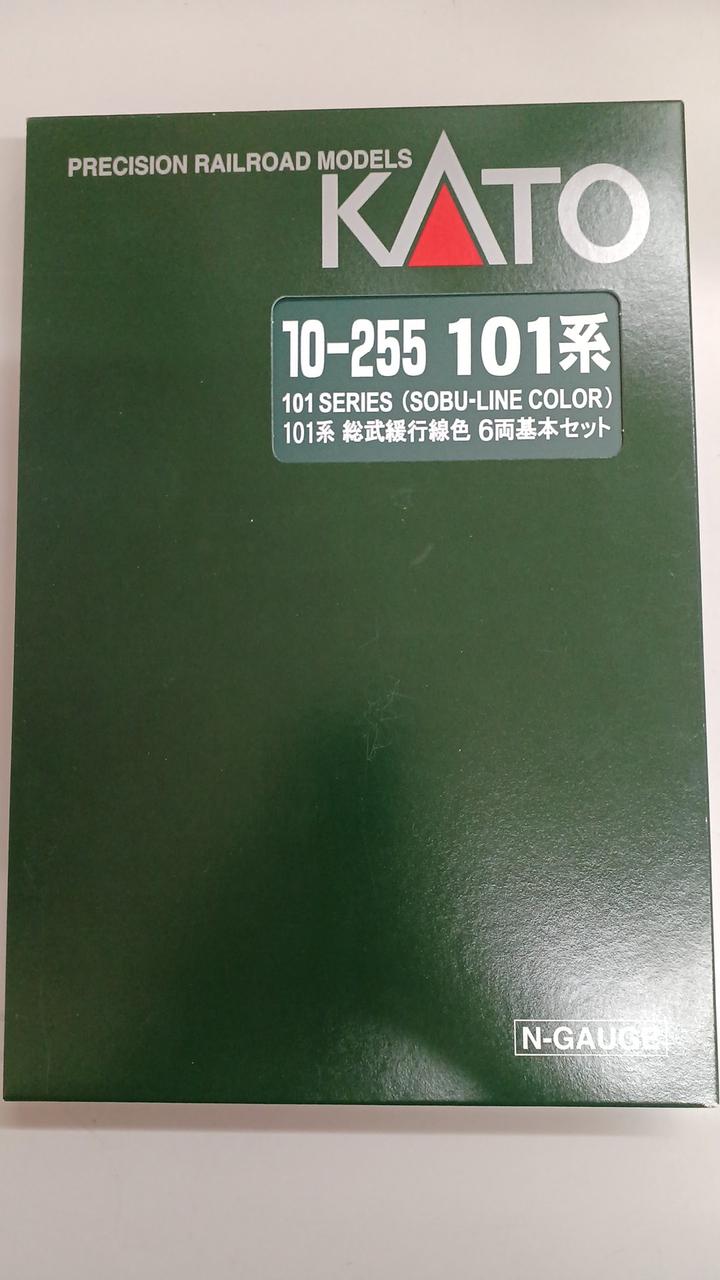 PRECISION RAILROAD MODELS
KATO
10-255 101系
101 SERIES (SOBU-LINE COLOR)
101系 総武緩行線色 6両基本セット
N-GAUGE